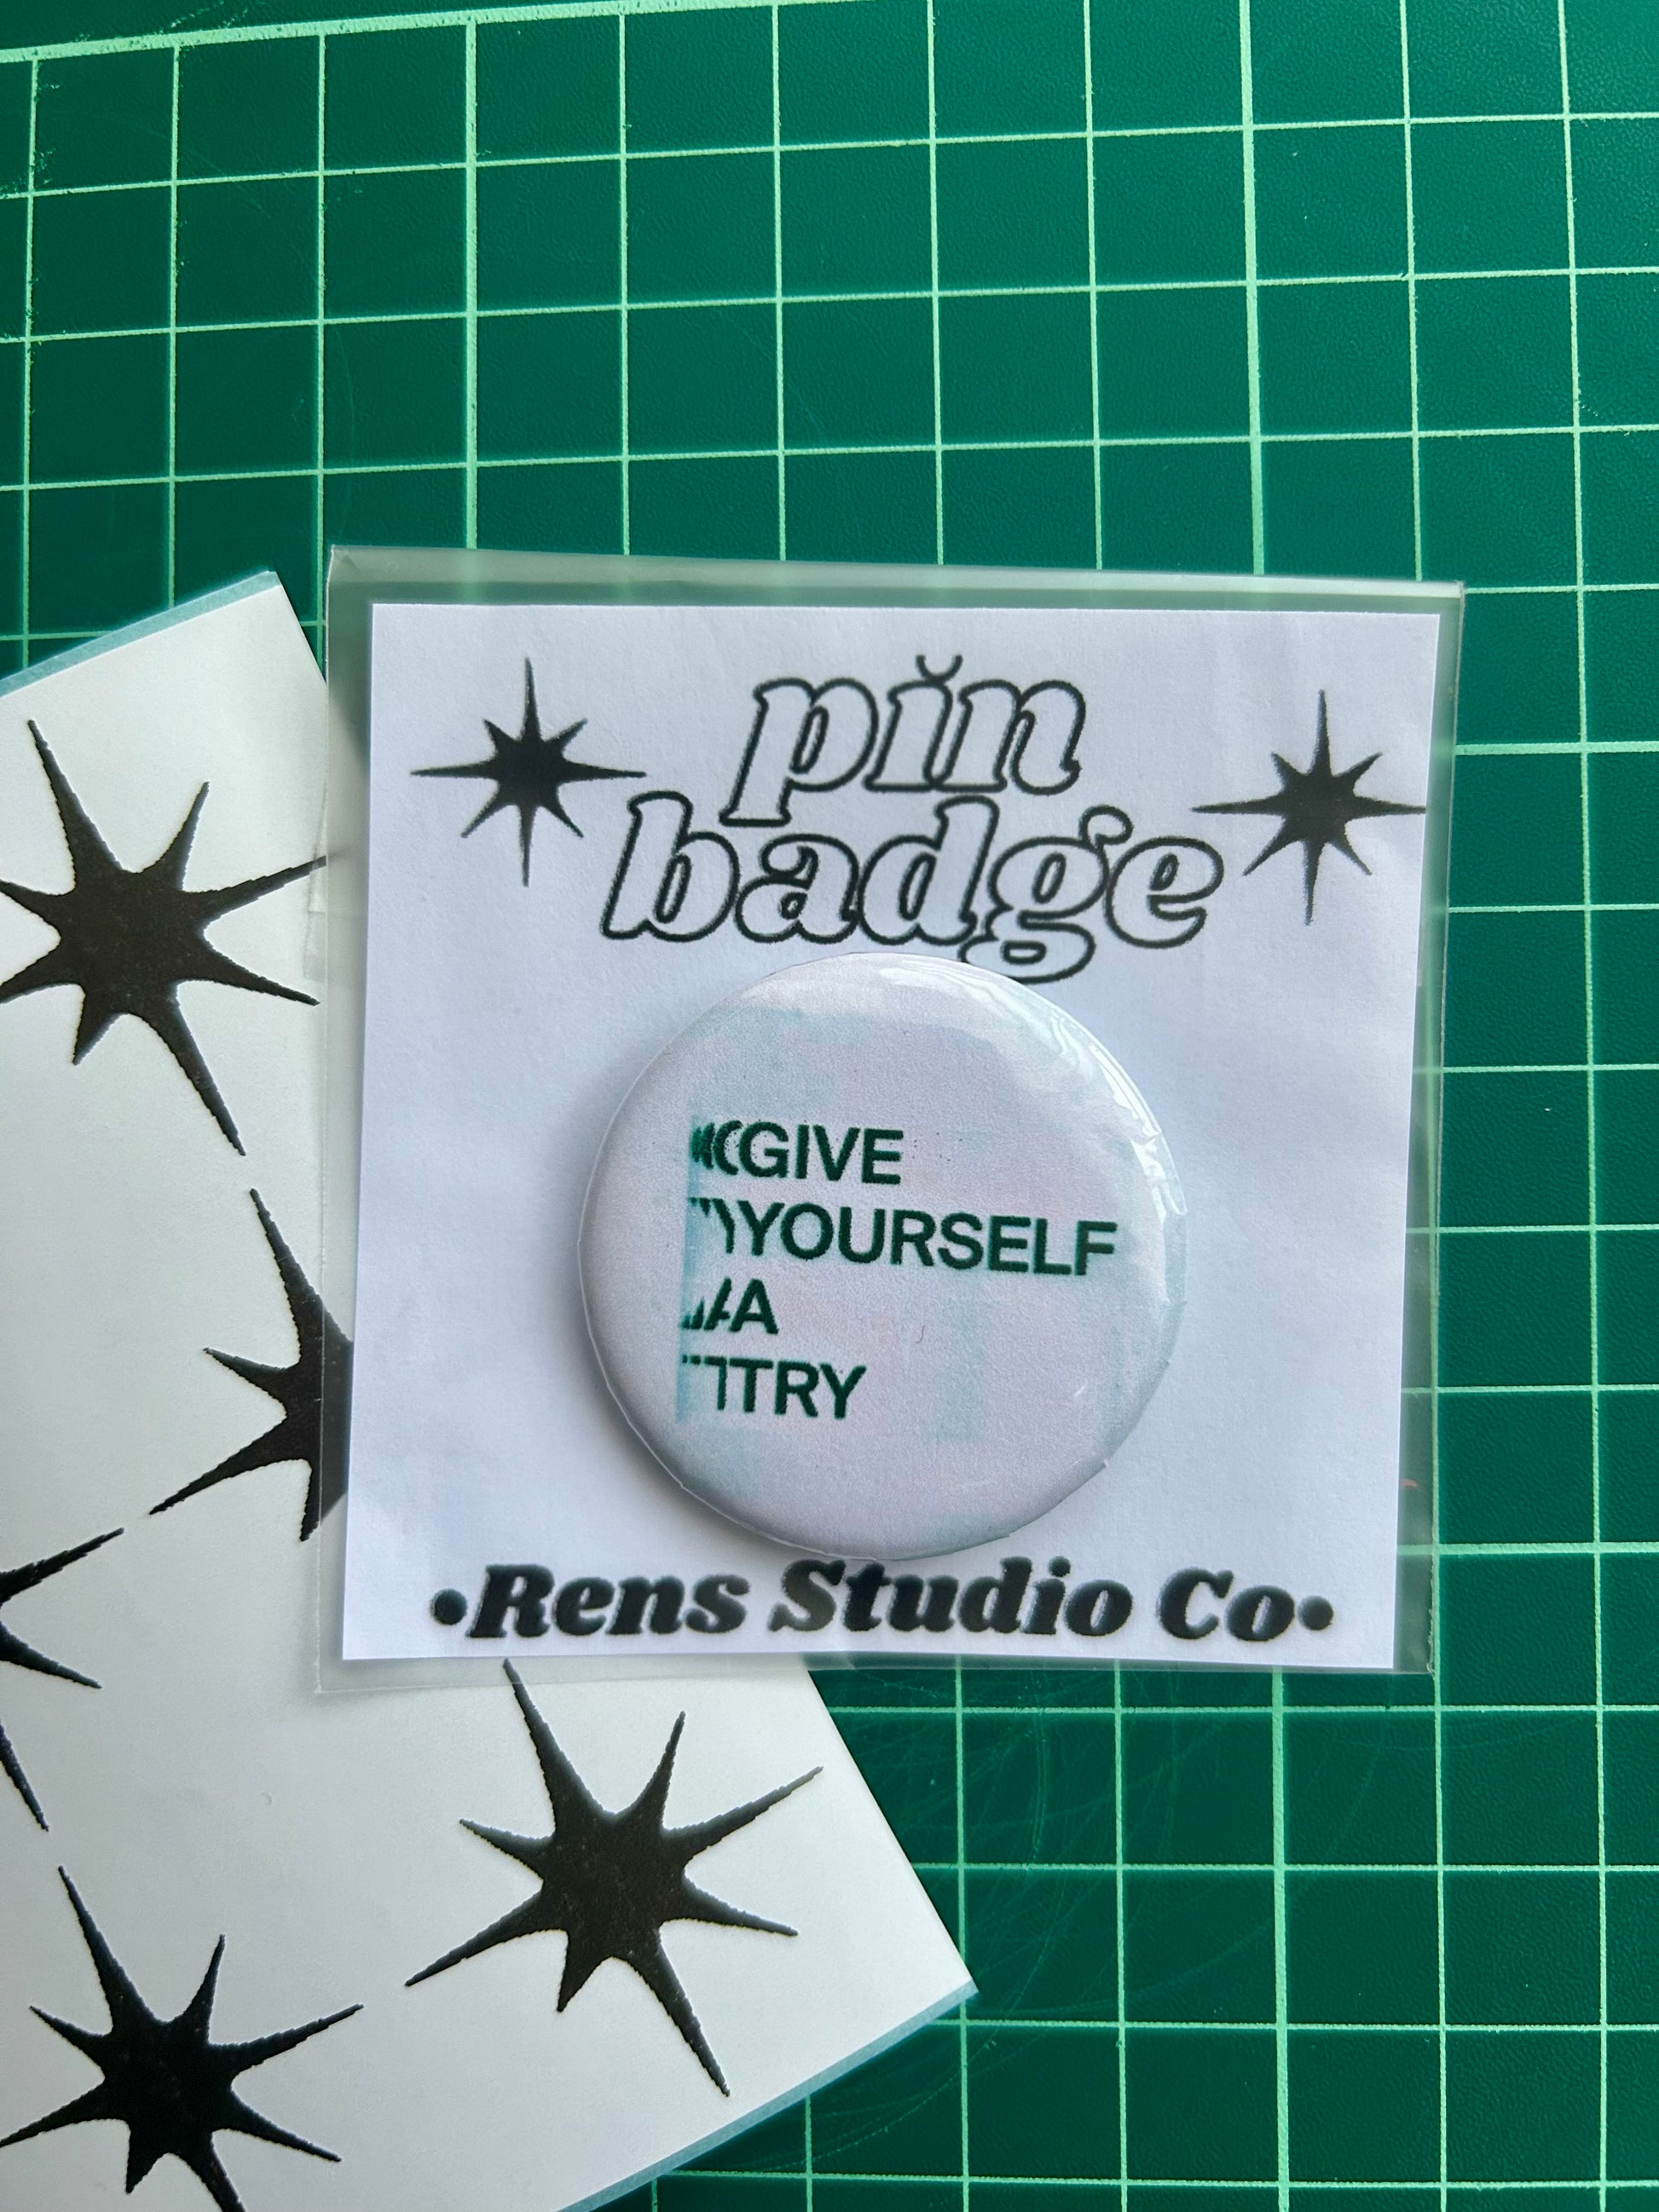 pin
badge
GIVE
YOURSELF
A
TRY
•Rens Studio Co•